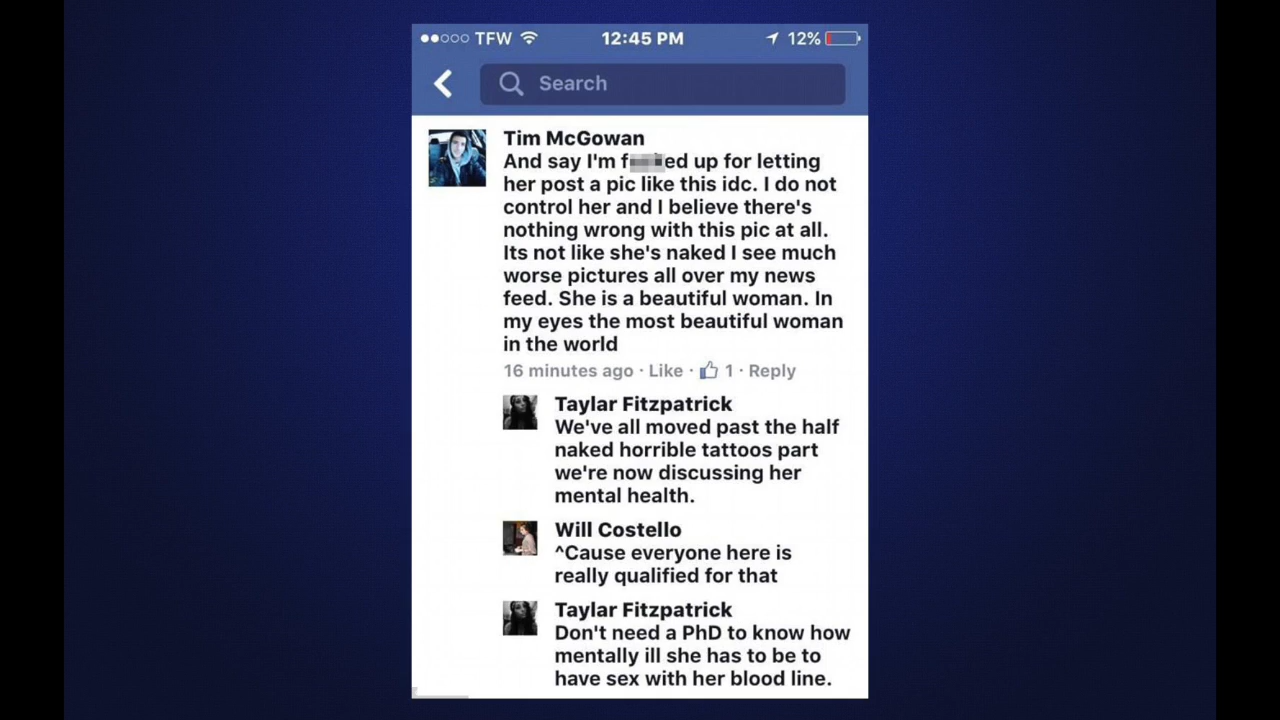 TFW 12:45 PM 12%
Search
Tim McGowan
And say I'm f ed up for letting
her post a pic like this idc. I do not
control her and I believe there's
nothing wrong with this pic at all.
Its not like she's naked I see much
worse pictures all over my news
feed. She is a beautiful woman. In
my eyes the most beautiful woman
in the world
16 minutes ago · Like · 1 · Reply
Taylar Fitzpatrick
We've all moved past the half
naked horrible tattoos part
we're now discussing her
mental health.
Will Costello
^Cause everyone here is
really qualified for that
Taylar Fitzpatrick
Don't need a PhD to know how
mentally ill she has to be to
have sex with her blood line.